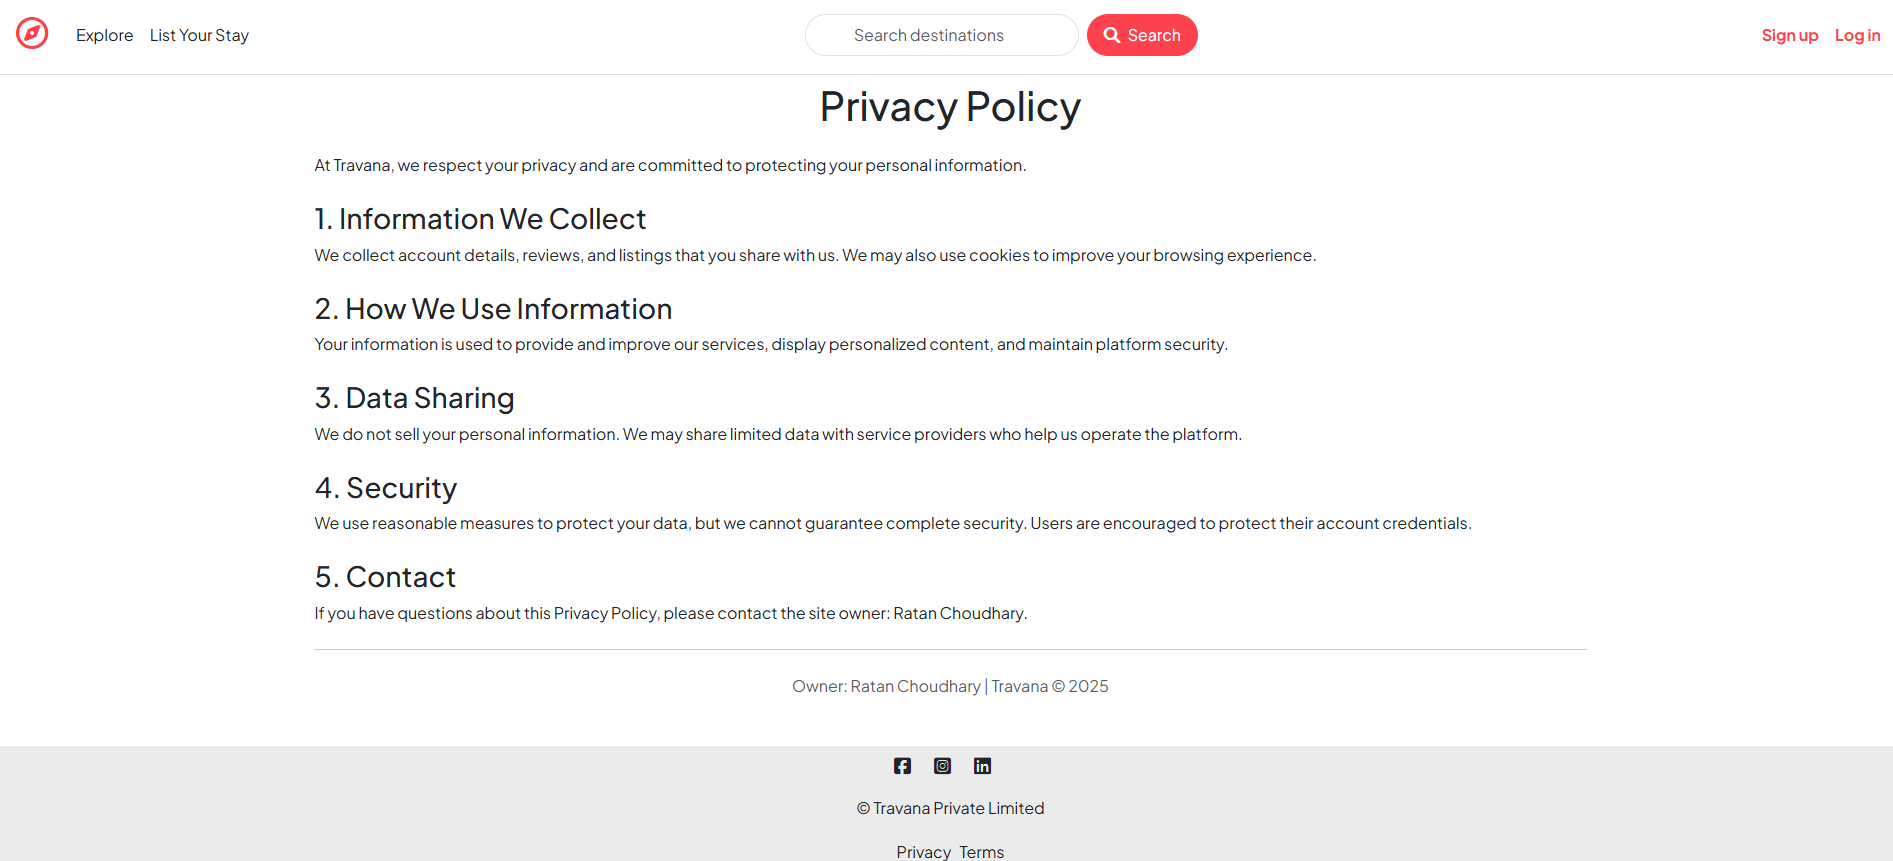 Explore List Your Stay Search destinations Search Sign up Log in
Privacy Policy
At Travana, we respect your privacy and are committed to protecting your personal information.
1. Information We Collect
We collect account details, reviews, and listings that you share with us. We may also use cookies to improve your browsing experience.
2. How We Use Information
Your information is used to provide and improve our services, display personalized content, and maintain platform security.
3. Data Sharing
We do not sell your personal information. We may share limited data with service providers who help us operate the platform.
4. Security
We use reasonable measures to protect your data, but we cannot guarantee complete security. Users are encouraged to protect their account credentials.
5. Contact
If you have questions about this Privacy Policy, please contact the site owner: Ratan Choudhary.
Owner: Ratan Choudhary | Travana © 2025
© Travana Private Limited
Privacy Terms